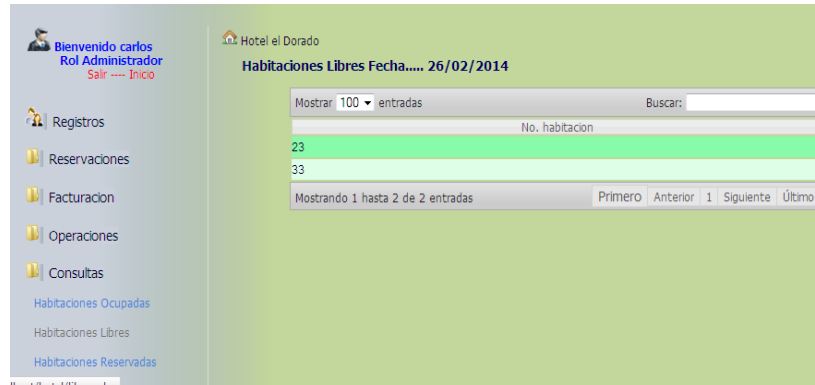 Bienvenido carlos
Rol Administrador
Salir ---- Inicio
Registros
Reservaciones
Facturacion
Operaciones
Consultas
Habitaciones Ocupadas
Habitaciones Libres
Habitaciones Reservadas
Hotel el Dorado
Habitaciones Libres Fecha..... 26/02/2014
Mostrar 100 entradas Buscar:
No. habitacion
23
33
Mostrando 1 hasta 2 de 2 entradas Primero Anterior 1 Siguiente Último